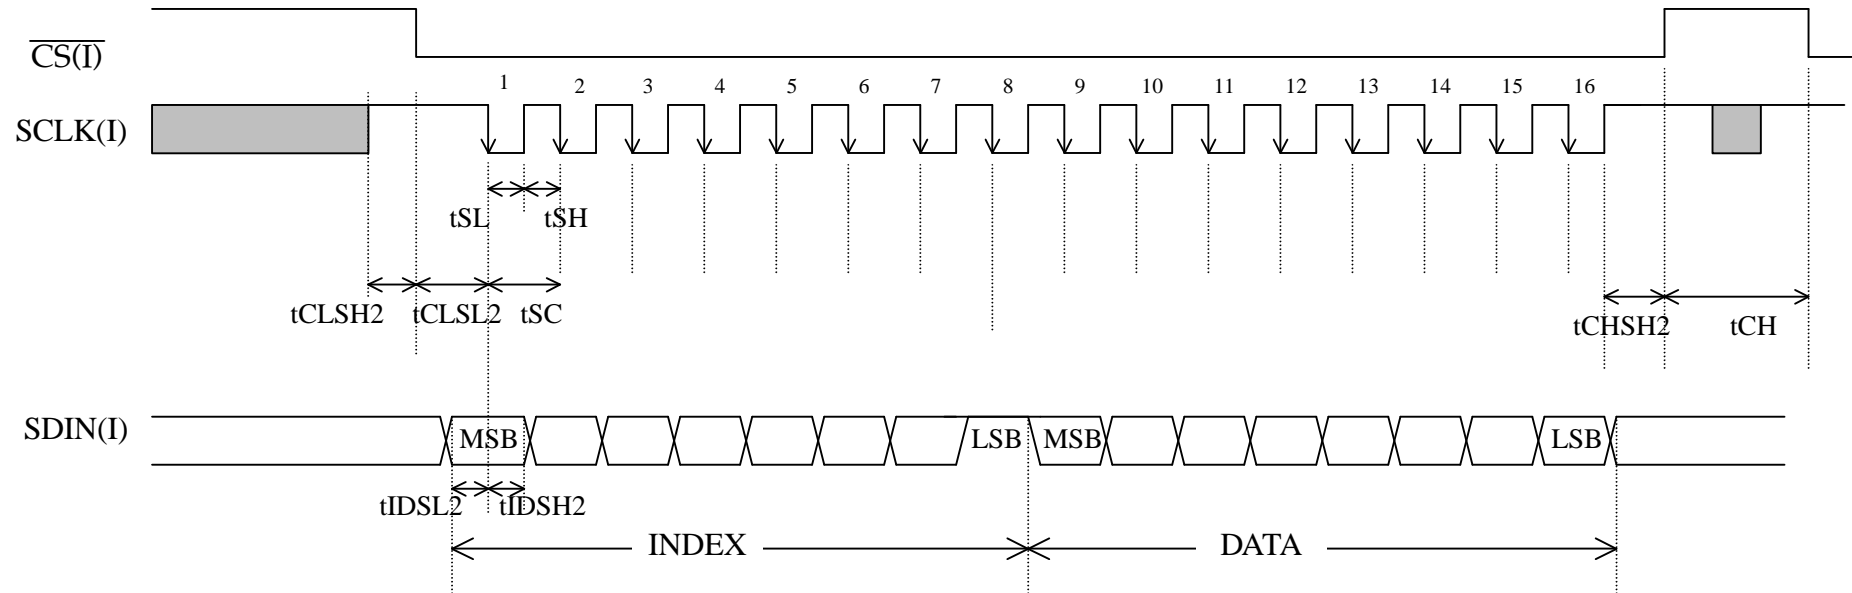 CS(I)
1 2 3 4 5 6 7 8 9 10 11 12 13 14 15 16
SCLK(I)
tSL tSH
tCLSH2 tCLSL2 tSC tCHSH2 tCH
SDIN(I) MSB LSB MSB LSB
tIDSL2 tIDSH2
INDEX DATA